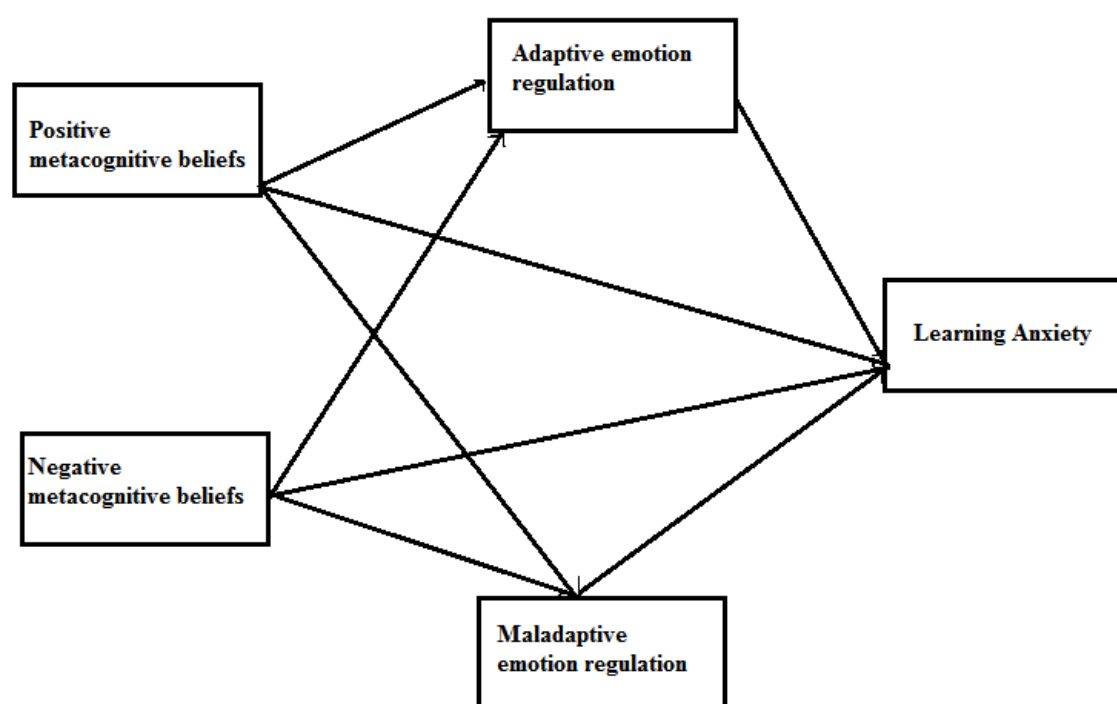 Adaptive emotion
regulation
Positive
metacognitive beliefs
Learning Anxiety
Negative
metacognitive beliefs
Maladaptive
emotion regulation